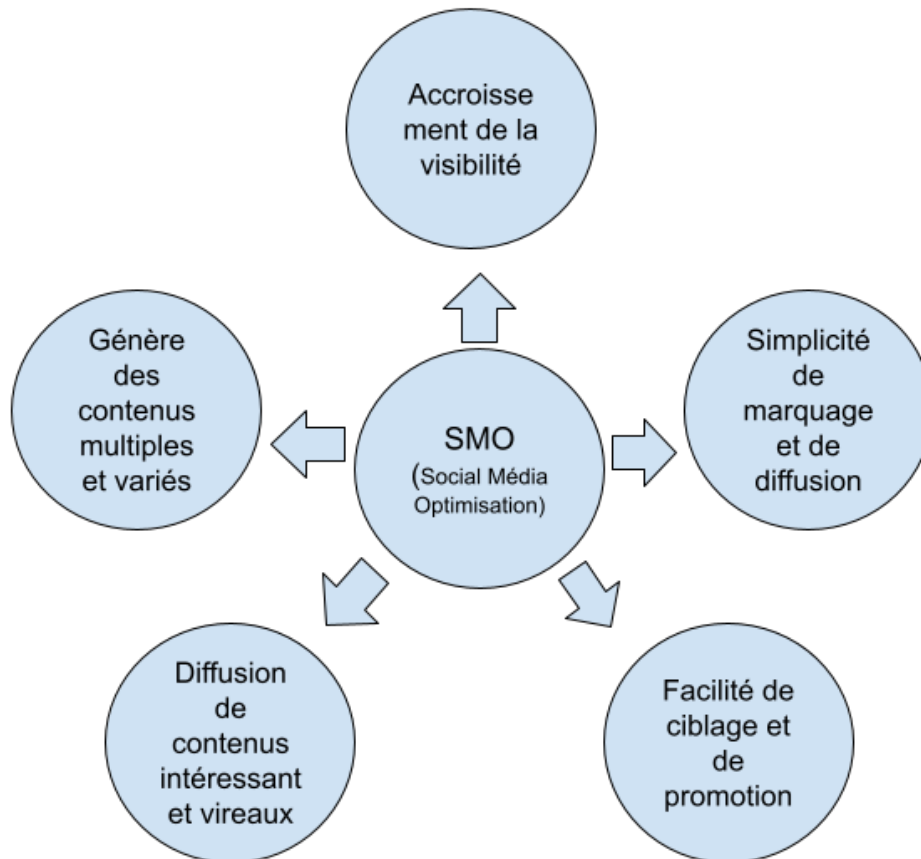 Accroisse
ment de la
visibilité
Génère
des
contenus
multiples
et variés
SMO
(Social Média
Optimisation)
Simplicité
de
marquage
et de
diffusion
Diffusion
de
contenus
intéressant
et vireaux
Facilité de
ciblage et
de
promotion